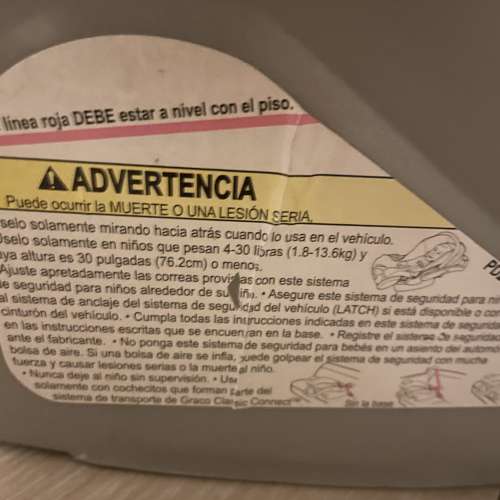 línea roja DEBE estar a nivel con el piso.
ADVERTENCIA
Puede ocurrir la MUERTE O UNA LESIÓN SERIA.
selo solamente mirando hacia atrás cuando lo usa en el vehículo.
Úselo solamente en niños que pesan 4-30 libras (1.8-13.6kg) y
uya altura es 30 pulgadas (76.2cm) o menos.
Ajuste apretadamente las correas provistas con este sistema
de seguridad para niños alrededor de su niño. • Asegure este sistema de seguridad para
al sistema de anclaje del sistema de seguridad del vehículo (LATCH) si está disponible o con
cinturón del vehículo. • Cumpla todas las instrucciones indicadas en este sistema de seguridad
en las instrucciones escritas que se encuentran en la base. • Registre el sistema de seguridad
ante el fabricante. • No ponga este sistema de seguridad para bebés en un asiento del automó
bolsa de aire. Si una bolsa de aire se infla, puede golpear el sistema de seguridad con mucha
fuerza y causar lesiones serias o la muerte al niño.
• Nunca deje al niño sin supervisión. • Use
solamente con cochecitos que forman parte del
sistema de transporte de Graco Classic Connect™
Sin la base